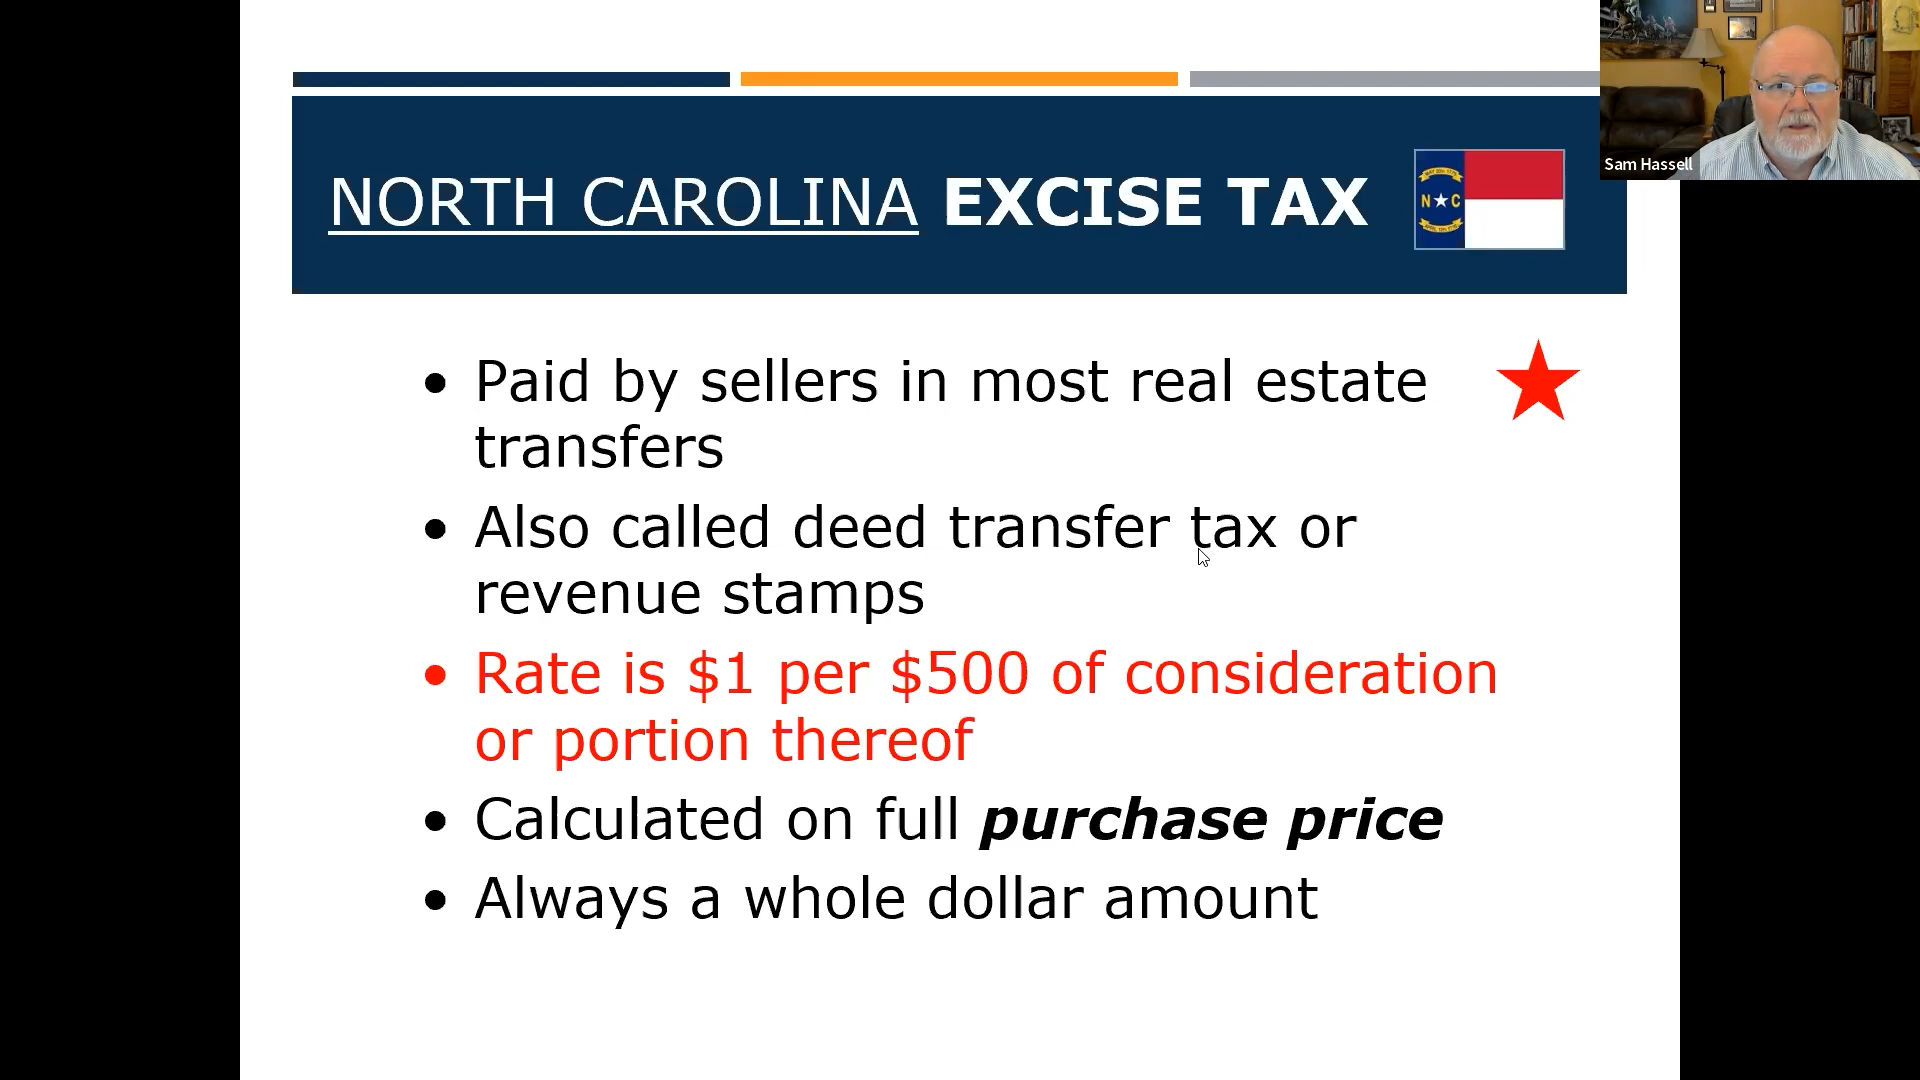 NORTH CAROLINA EXCISE TAX
N C
Sam Hassell
• Paid by sellers in most real estate
transfers
• Also called deed transfer tax or
revenue stamps
• Rate is $1 per $500 of consideration
or portion thereof
• Calculated on full purchase price
• Always a whole dollar amount